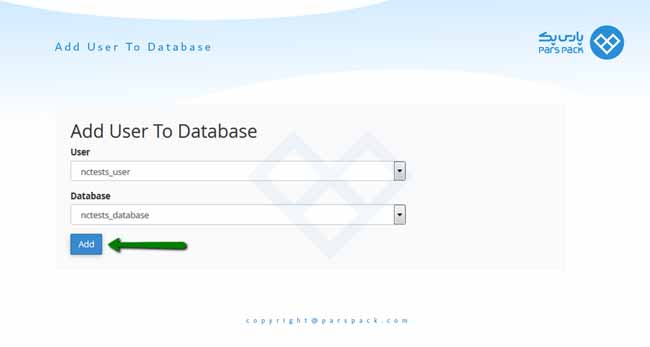 Add User To Database
پارس پک
PARS PACK
Add User To Database
User
nctests_user
Database
nctests_database
Add
copyright@parspack.com